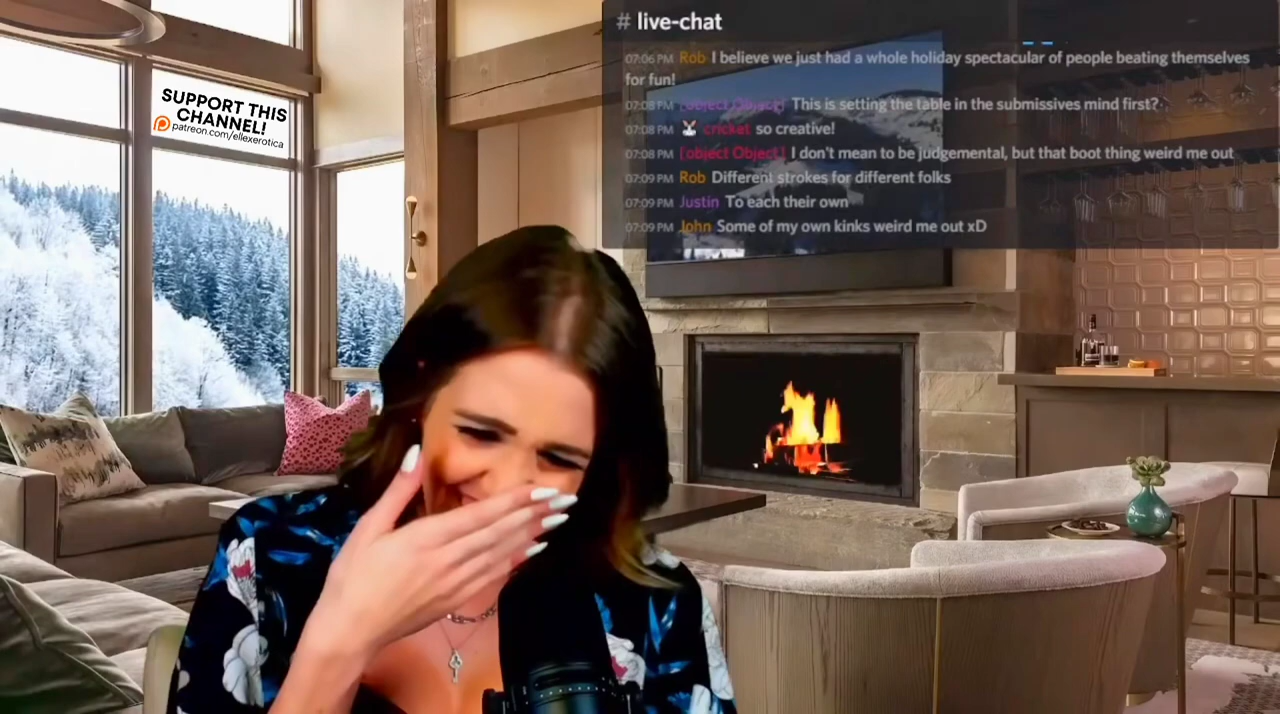 # live-chat
07:06 PM Rob I believe we just had a whole holiday spectacular of people beating themselves
for fun!
07:08 PM [object Object] This is setting the table in the submissives mind first?
07:08 PM cricket so creative!
07:08 PM [object Object] I don't mean to be judgemental, but that boot thing weird me out
07:09 PM Rob Different strokes for different folks
07:09 PM Justin To each their own
07:09 PM John Some of my own kinks weird me out xD
SUPPORT THIS
CHANNEL!
patreon.com/ellexerotica